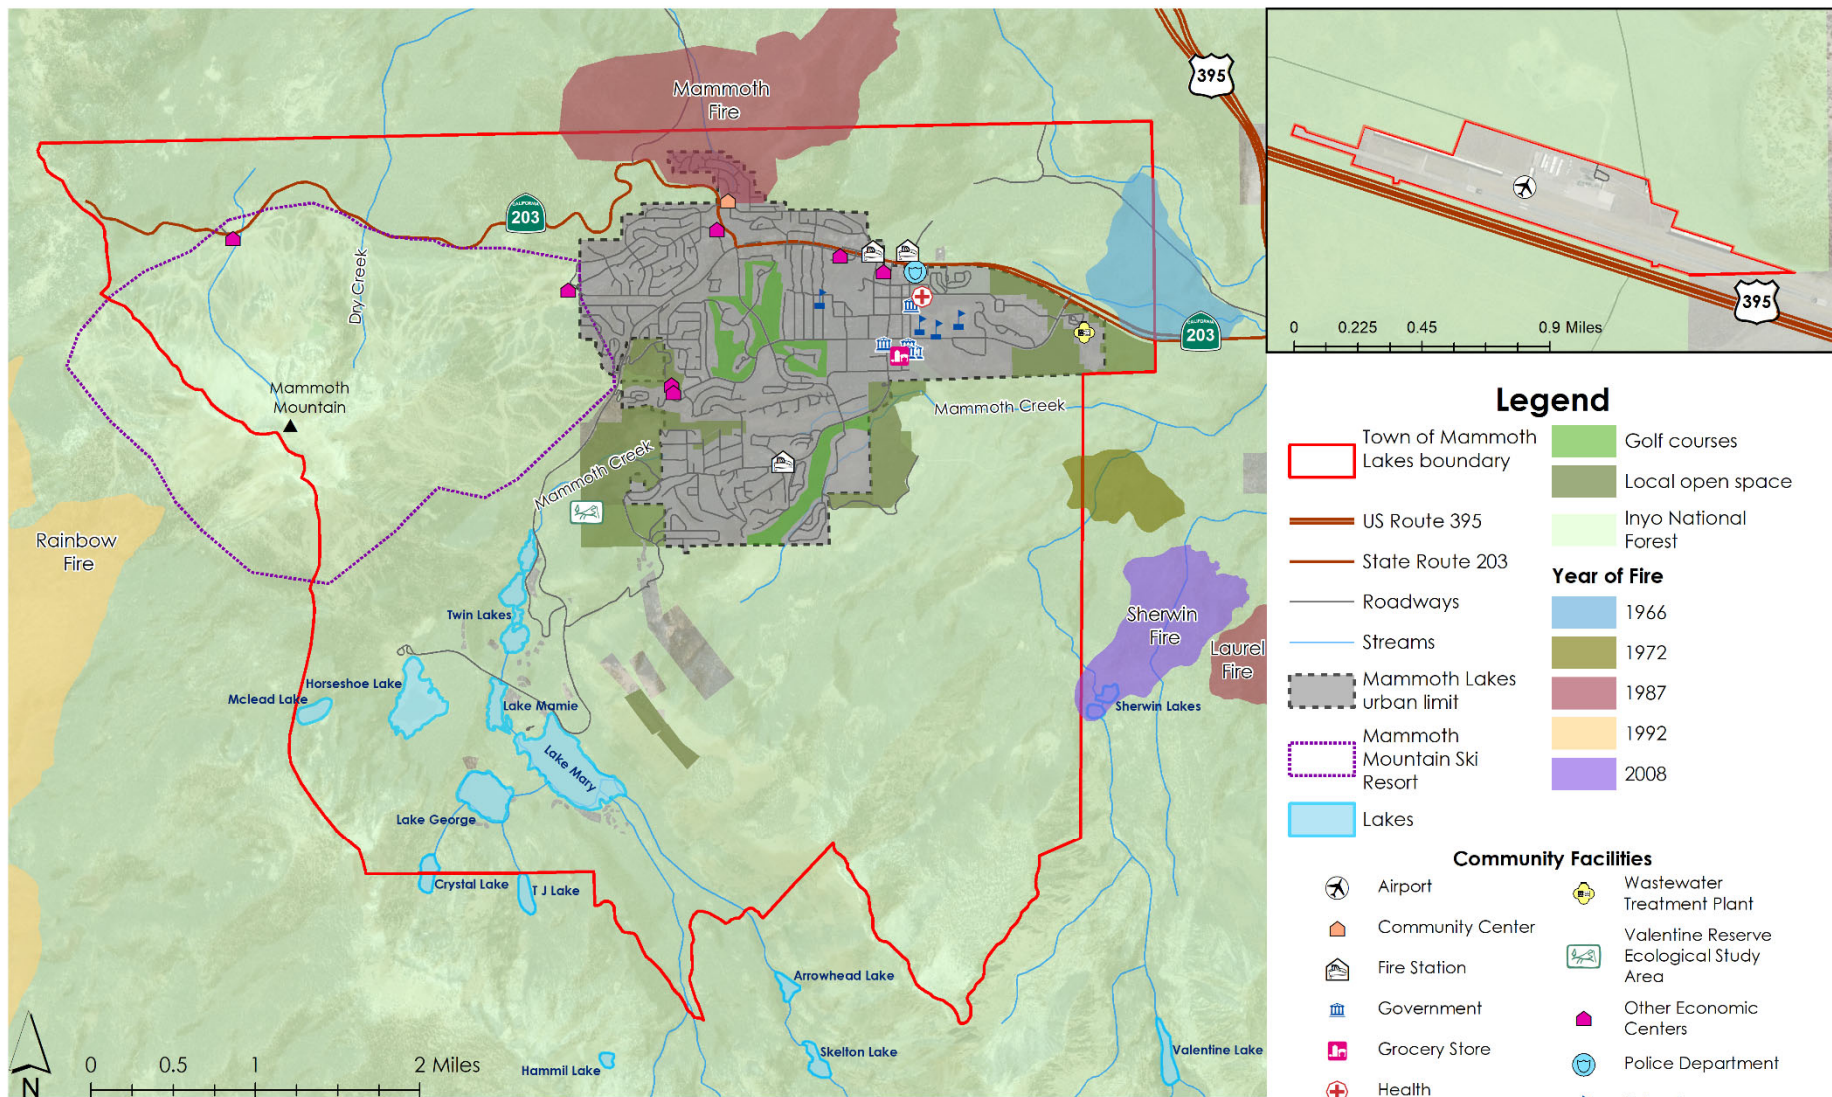 Mammoth
Fire
395
CALIFORNIA
203
Dry Creek
Mammoth
Mountain
Mammoth Creek
Mammoth Creek
CALIFORNIA
203
Rainbow
Fire
Sherwin
Fire
Laurel
Fire
Twin Lakes
Horseshoe Lake
Mclead Lake
Lake Mamie
Sherwin Lakes
Lake Mary
Lake George
Crystal Lake
T J Lake
Arrowhead Lake
Skelton Lake
Hammil Lake
Valentine Lake
N
0 0.5 1 2 Miles
395
0 0.225 0.45 0.9 Miles
Legend
Town of Mammoth
Lakes boundary
US Route 395
State Route 203
Roadways
Streams
Mammoth Lakes
urban limit
Mammoth
Mountain Ski
Resort
Lakes
Golf courses
Local open space
Inyo National
Forest
Year of Fire
1966
1972
1987
1992
2008
Community Facilities
Airport
Community Center
Fire Station
Government
Grocery Store
Health
Wastewater
Treatment Plant
Valentine Reserve
Ecological Study
Area
Other Economic
Centers
Police Department